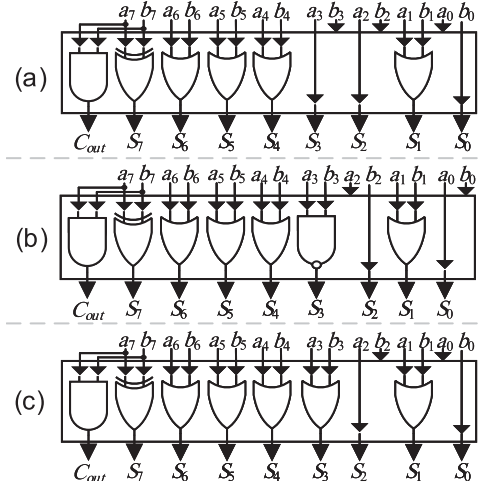 a7 b7 a6 b6 a5 b5 a4 b4 a3 b3 a2 b2 a1 b1 a0 b0
(a)
Cout S7 S6 S5 S4 S3 S2 S1 S0
a7 b7 a6 b6 a5 b5 a4 b4 a3 b3 a2 b2 a1 b1 a0 b0
(b)
Cout S7 S6 S5 S4 S3 S2 S1 S0
a7 b7 a6 b6 a5 b5 a4 b4 a3 b3 a2 b2 a1 b1 a0 b0
(c)
Cout S7 S6 S5 S4 S3 S2 S1 S0